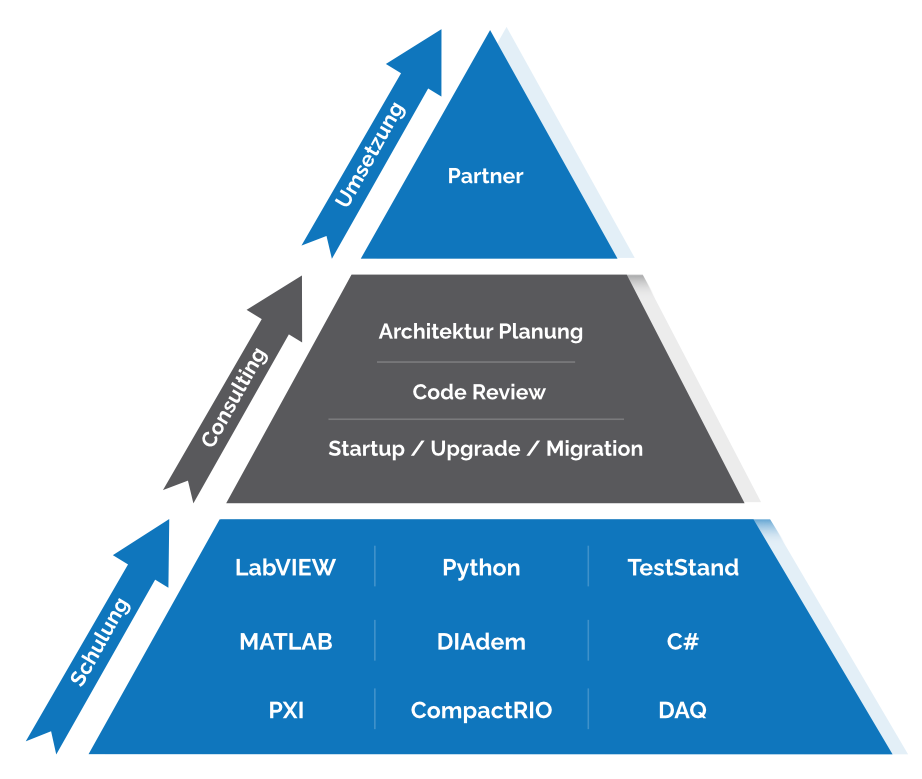 Umsetzung
Partner
Consulting
Architektur Planung
Code Review
Startup / Upgrade / Migration
Schulung
LabVIEW Python TestStand
MATLAB DIAdem C#
PXI CompactRIO DAQ